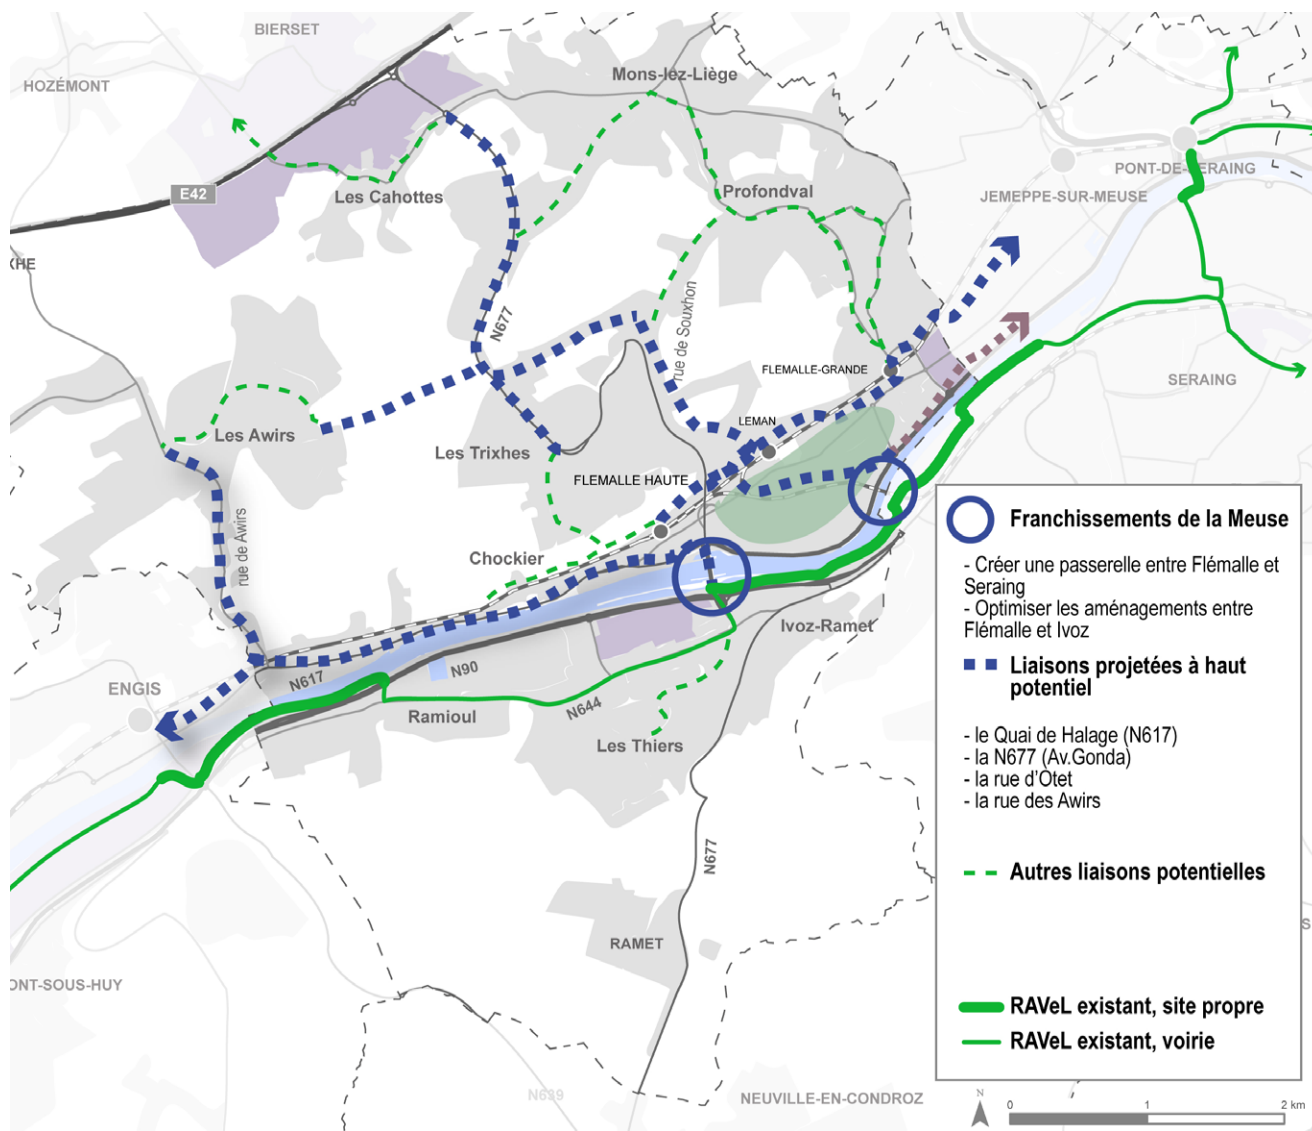 BIERSET
HOZÉMONT
Mons-lez-Liège
E42
Les Cahottes
Profondval
PONT-DE-SERAING
JEMEPPE-SUR-MEUSE
XHE
N677
rue de Souxhon
FLEMALLE-GRANDE
SERAING
Les Awirs
LEMAN
Les Trixhes
FLEMALLE HAUTE
rue de Awirs
Chockier
Ivoz-Ramet
N617
N90
ENGIS
Ramioul
N644
Les Thiers
N677
RAMET
ONT-SOUS-HUY
N639
NEUVILLE-EN-CONDROZ
S
Franchissements de la Meuse
- Créer une passerelle entre Flémalle et
Seraing
- Optimiser les aménagements entre
Flémalle et Ivoz
Liaisons projetées à haut
potentiel
- le Quai de Halage (N617)
- la N677 (Av.Gonda)
- la rue d'Otet
- la rue des Awirs
Autres liaisons potentielles
RAVeL existant, site propre
RAVeL existant, voirie
N
0 1 2 km